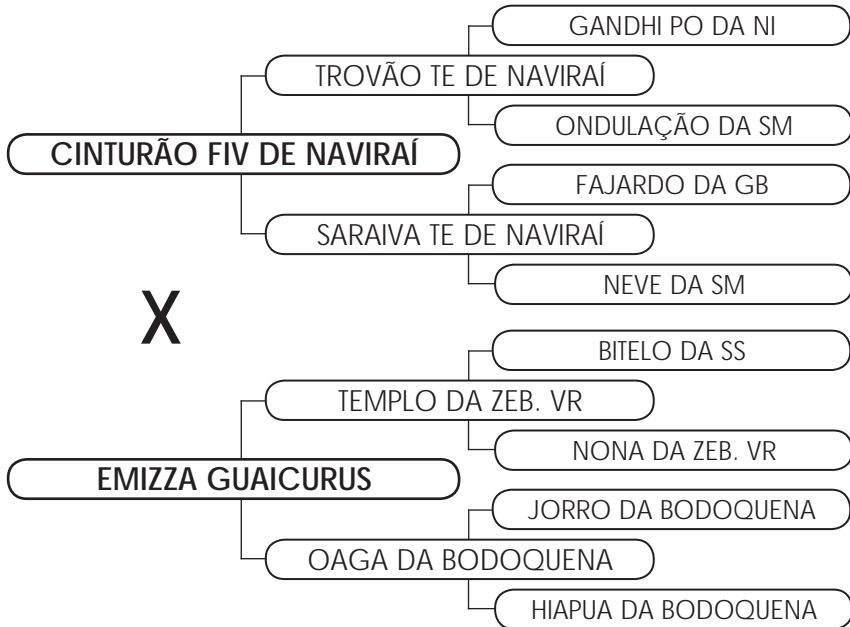 GANDHI PO DA NI
TROVÃO TE DE NAVIRAÍ
ONDULAÇÃO DA SM
CINTURÃO FIV DE NAVIRAÍ
FAJARDO DA GB
SARAIVA TE DE NAVIRAÍ
NEVE DA SM
X
BITELO DA SS
TEMPLO DA ZEB. VR
NONA DA ZEB. VR
EMIZZA GUAICURUS
JORRO DA BODOQUENA
OAGA DA BODOQUENA
HIAPUA DA BODOQUENA